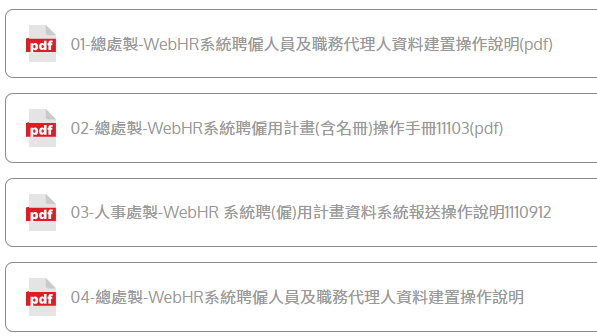 pdf 01-總處製-WebHR系統聘僱人員及職務代理人資料建置操作說明(pdf)
pdf 02-總處製-WebHR系統聘僱用計畫(含名冊)操作手冊11103(pdf)
pdf 03-人事處製-WebHR 系統聘(僱)用計畫資料系統報送操作說明1110912
pdf 04-總處製-WebHR系統聘僱人員及職務代理人資料建置操作說明